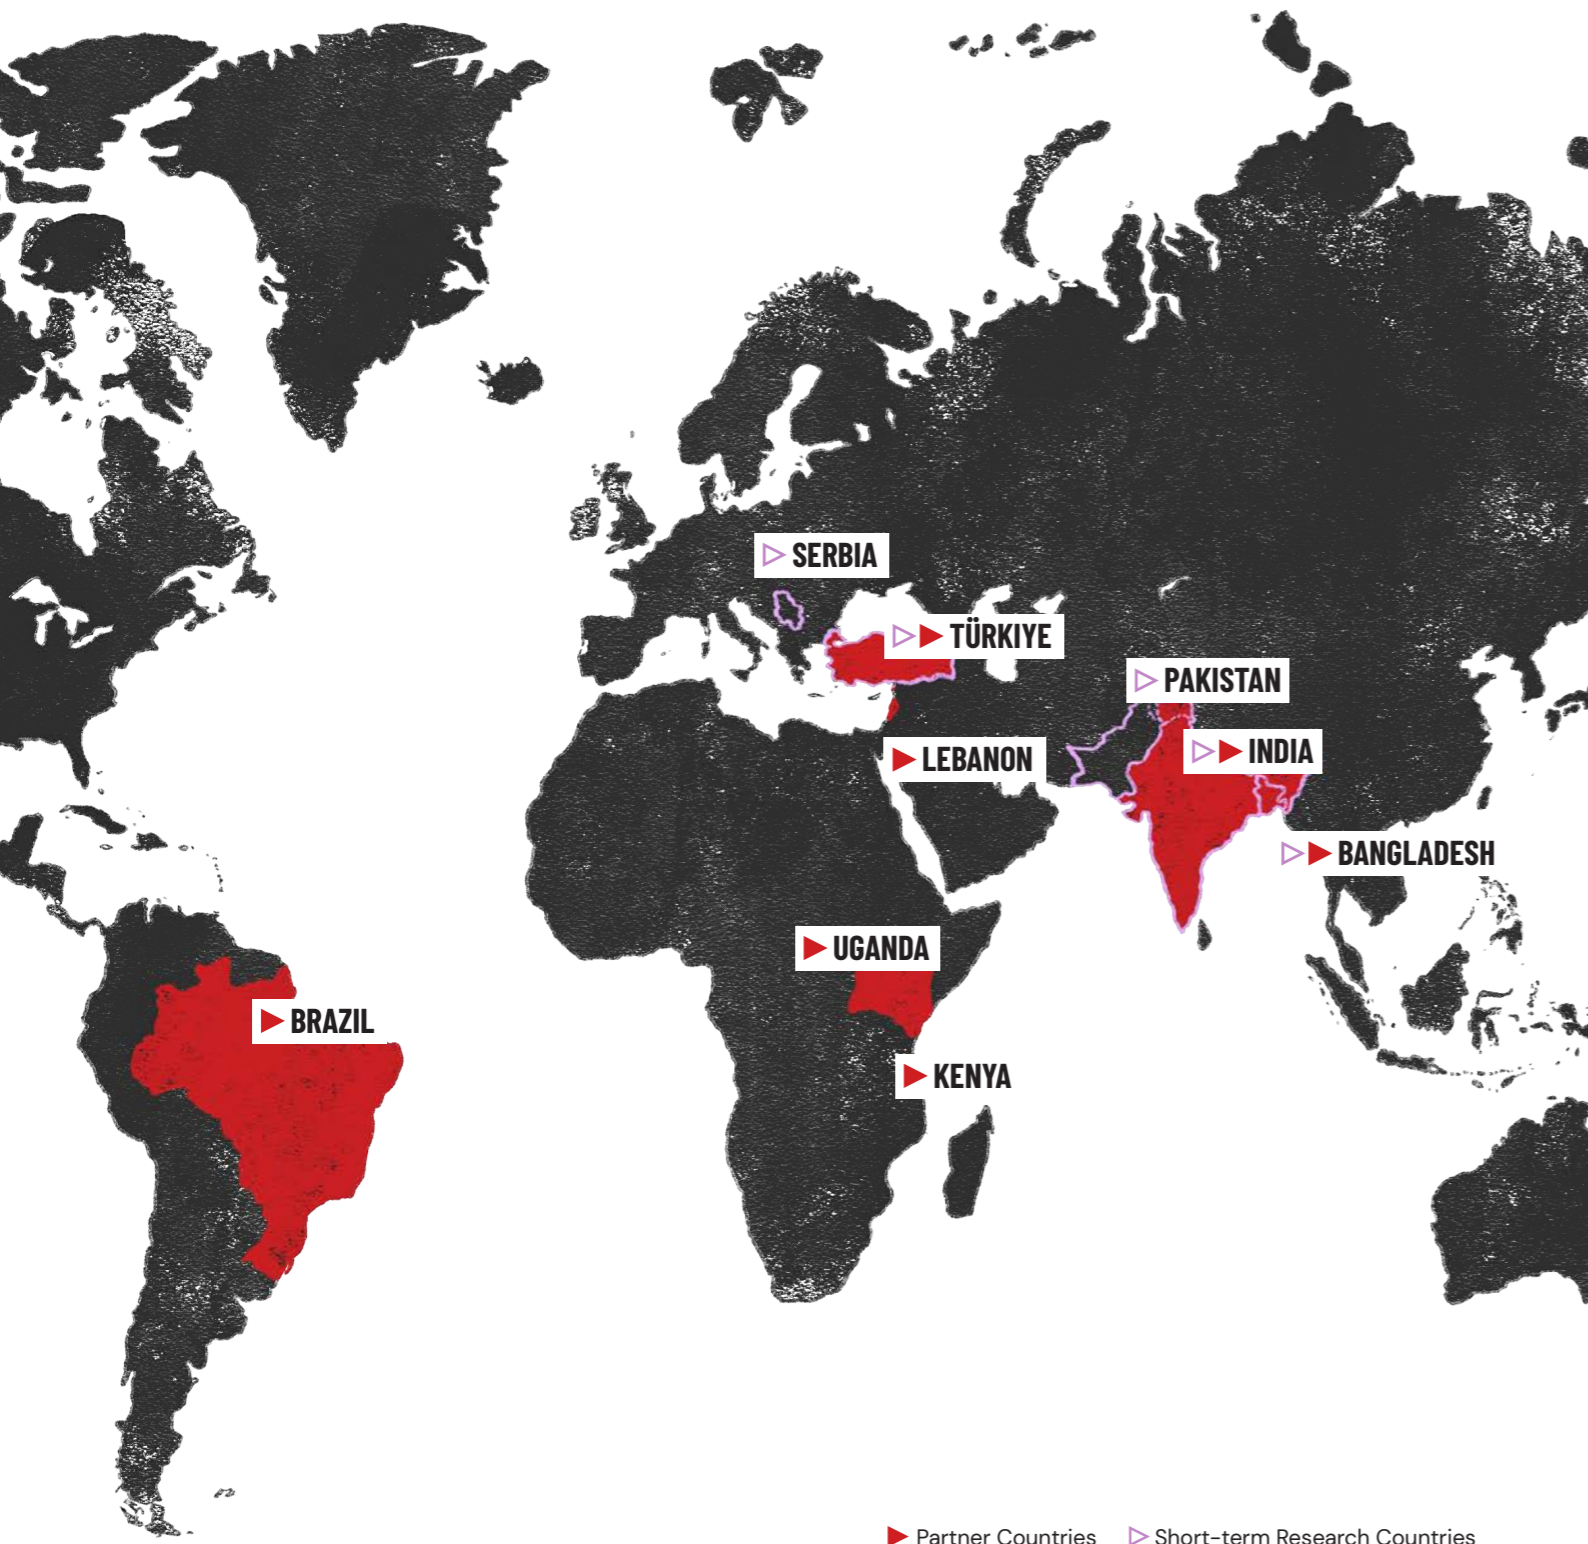 SERBIA
TÜRKIYE
PAKISTAN
INDIA
LEBANON
BANGLADESH
UGANDA
BRAZIL
KENYA
Partner Countries
Short-term Research Countries